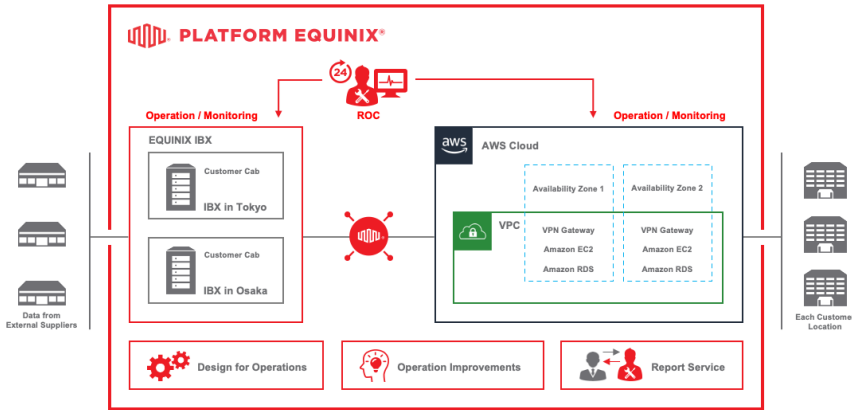 PLATFORM EQUINIX®
24
Operation / Monitoring
ROC
Operation / Monitoring
EQUINIX IBX
Customer Cab
IBX in Tokyo
Customer Cab
IBX in Osaka
aws
AWS Cloud
Availability Zone 1
Availability Zone 2
VPC
VPN Gateway
Amazon EC2
Amazon RDS
VPN Gateway
Amazon EC2
Amazon RDS
Data from
External Suppliers
Each Custome
Location
Design for Operations
Operation Improvements
Report Service